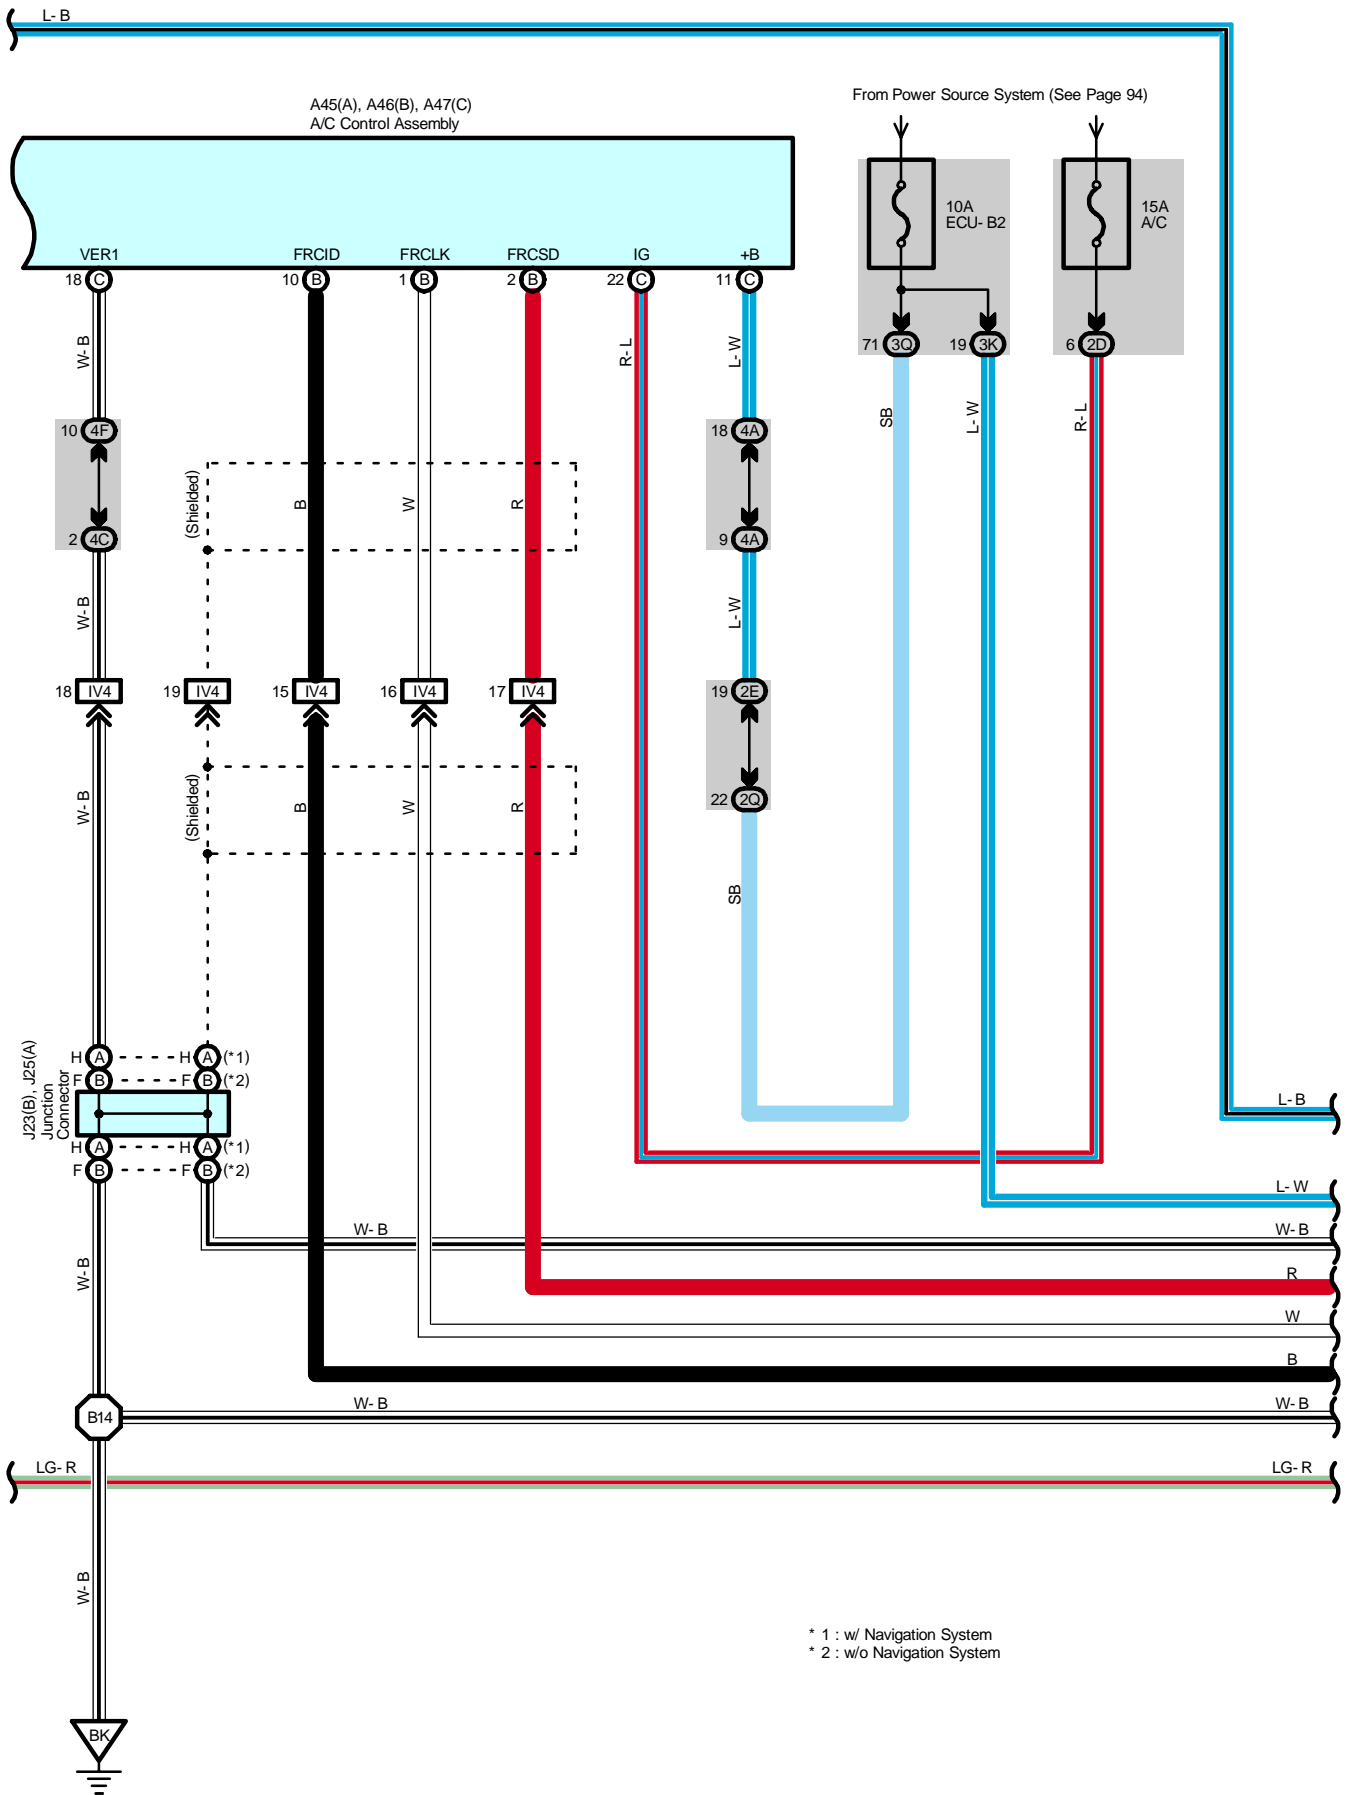 L- B
A45(A), A46(B), A47(C)
A/C Control Assembly
From Power Source System (See Page 94)
10A
ECU- B2
15A
A/C
VER1
FRCID
FRCLK
FRCSD
IG
+B
18 C
10 B
1 B
2 B
22 C
11 C
71 3Q
19 3K
6 2D
W- B
R- L
L- W
SB
L- W
R- L
10 4F
18 4A
(Shielded)
B
W
R
2 4C
9 4A
W- B
L- W
18 IV4
19 IV4
15 IV4
16 IV4
17 IV4
19 2E
W- B
(Shielded)
B
W
R
22 2Q
SB
J23(B), J25(A)
Junction
Connector
H A H A (*1)
F B F B (*2)
H A H A (*1)
F B F B (*2)
L- B
L- W
W- B
W- B
W- B
R
W
B
B14
W- B
W- B
LG- R
LG- R
W- B
* 1 : w/ Navigation System
* 2 : w/o Navigation System
BK